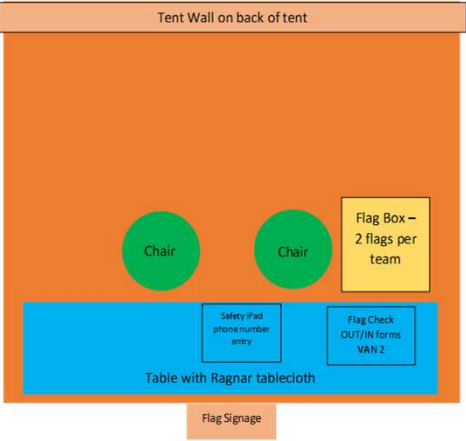 Tent Wall on back of tent
Flag Box –
2 flags per
team
Chair
Chair
Safety iPad
phone number
entry
Flag Check
OUT/IN forms
VAN 2
Table with Ragnar tablecloth
Flag Signage